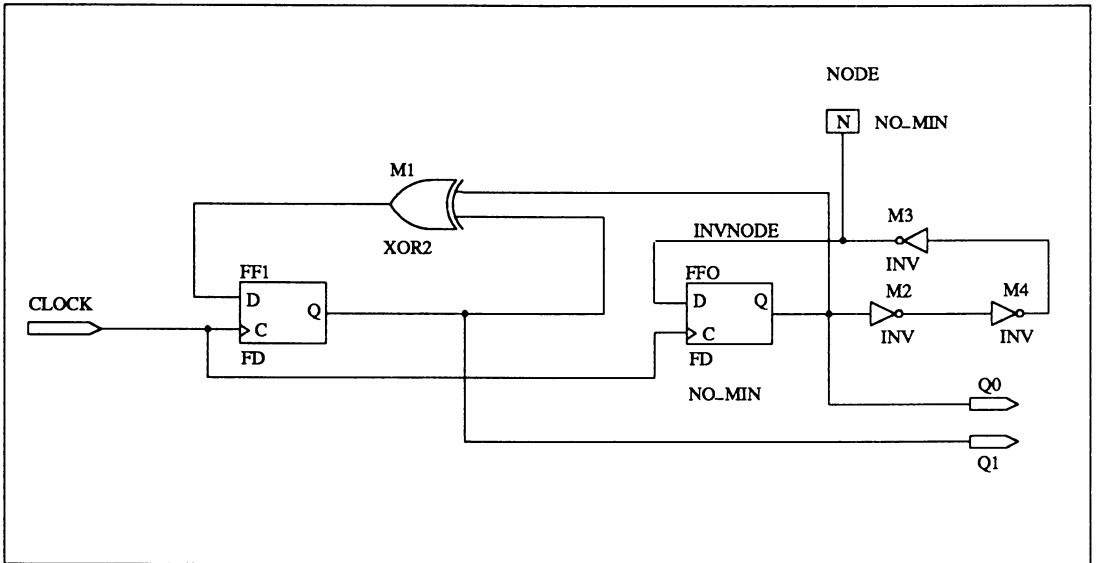 NODE
N NO_MIN
M1
M3
INVNODE
XOR2
INV
FF1
FFO
M2 M4
CLOCK
D Q
D Q
C
C
INV INV
FD
FD
NO_MIN
Q0
Q1